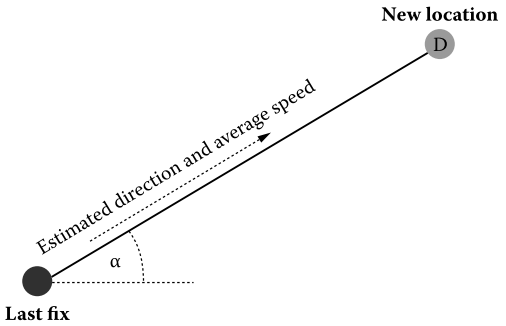 New location
D
Estimated direction and average speed
α
Last fix